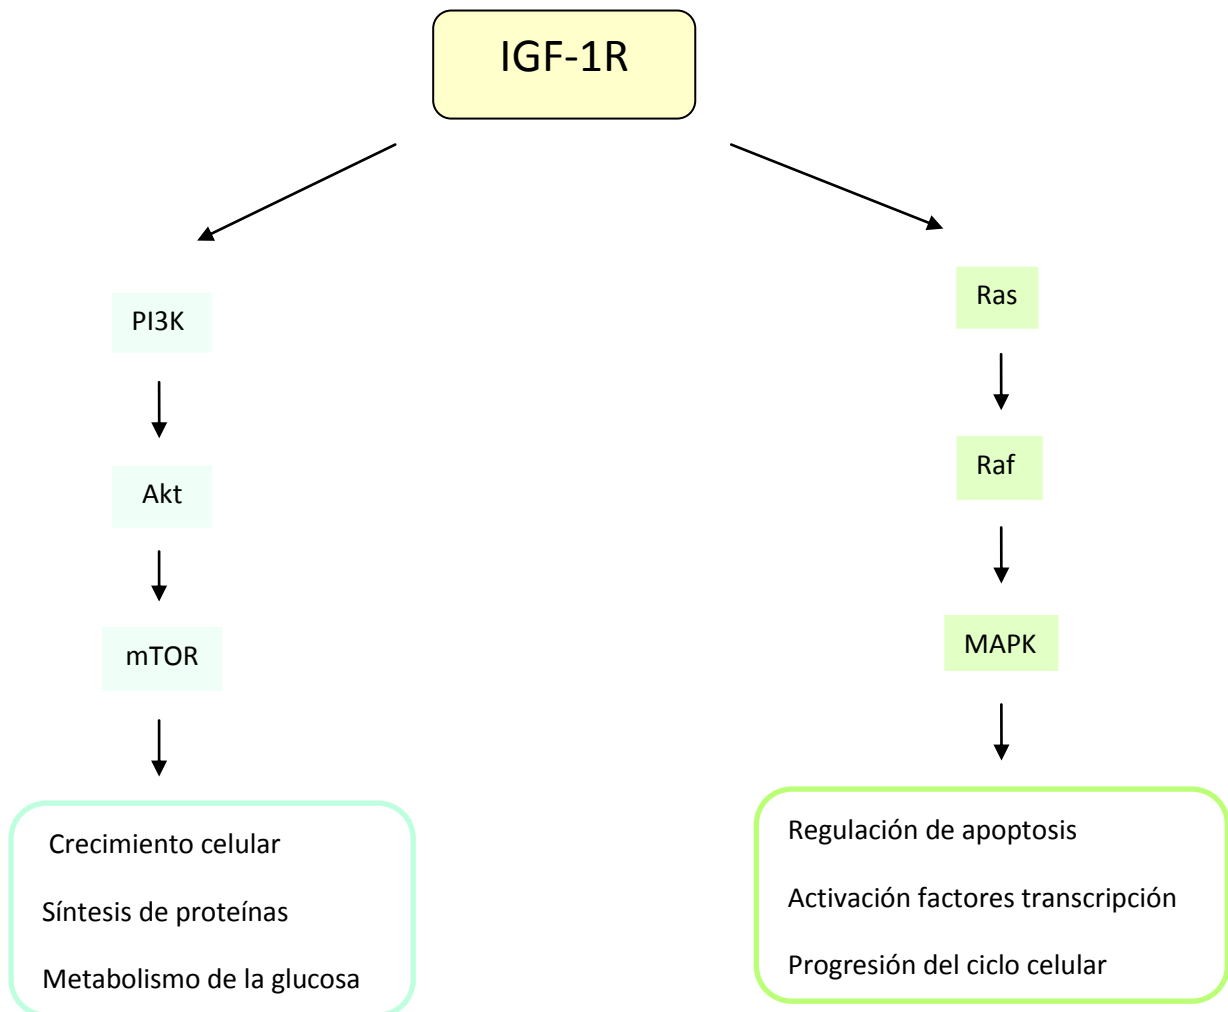 IGF-1R
PI3K
Akt
mTOR
Crecimiento celular
Síntesis de proteínas
Metabolismo de la glucosa
Ras
Raf
MAPK
Regulación de apoptosis
Activación factores transcripción
Progresión del ciclo celular